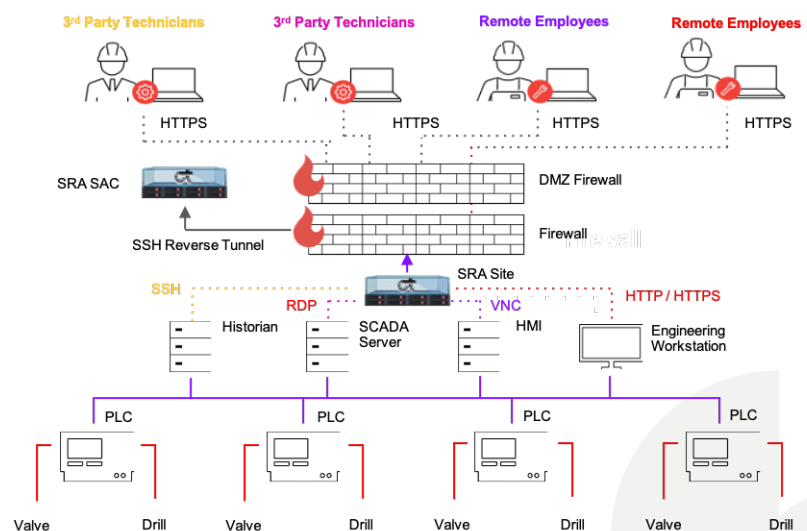 3rd Party Technicians
3rd Party Technicians
Remote Employees
Remote Employees
HTTPS
HTTPS
HTTPS
HTTPS
SRA SAC
DMZ Firewall
SSH Reverse Tunnel
Firewall
Firewall
SRA Site
SSH
RDP
VNC
HTTP / HTTPS
Historian
SCADA
Server
HMI
Engineering
Workstation
PLC
PLC
PLC
PLC
Valve
Drill
Valve
Drill
Valve
Drill
Valve
Drill